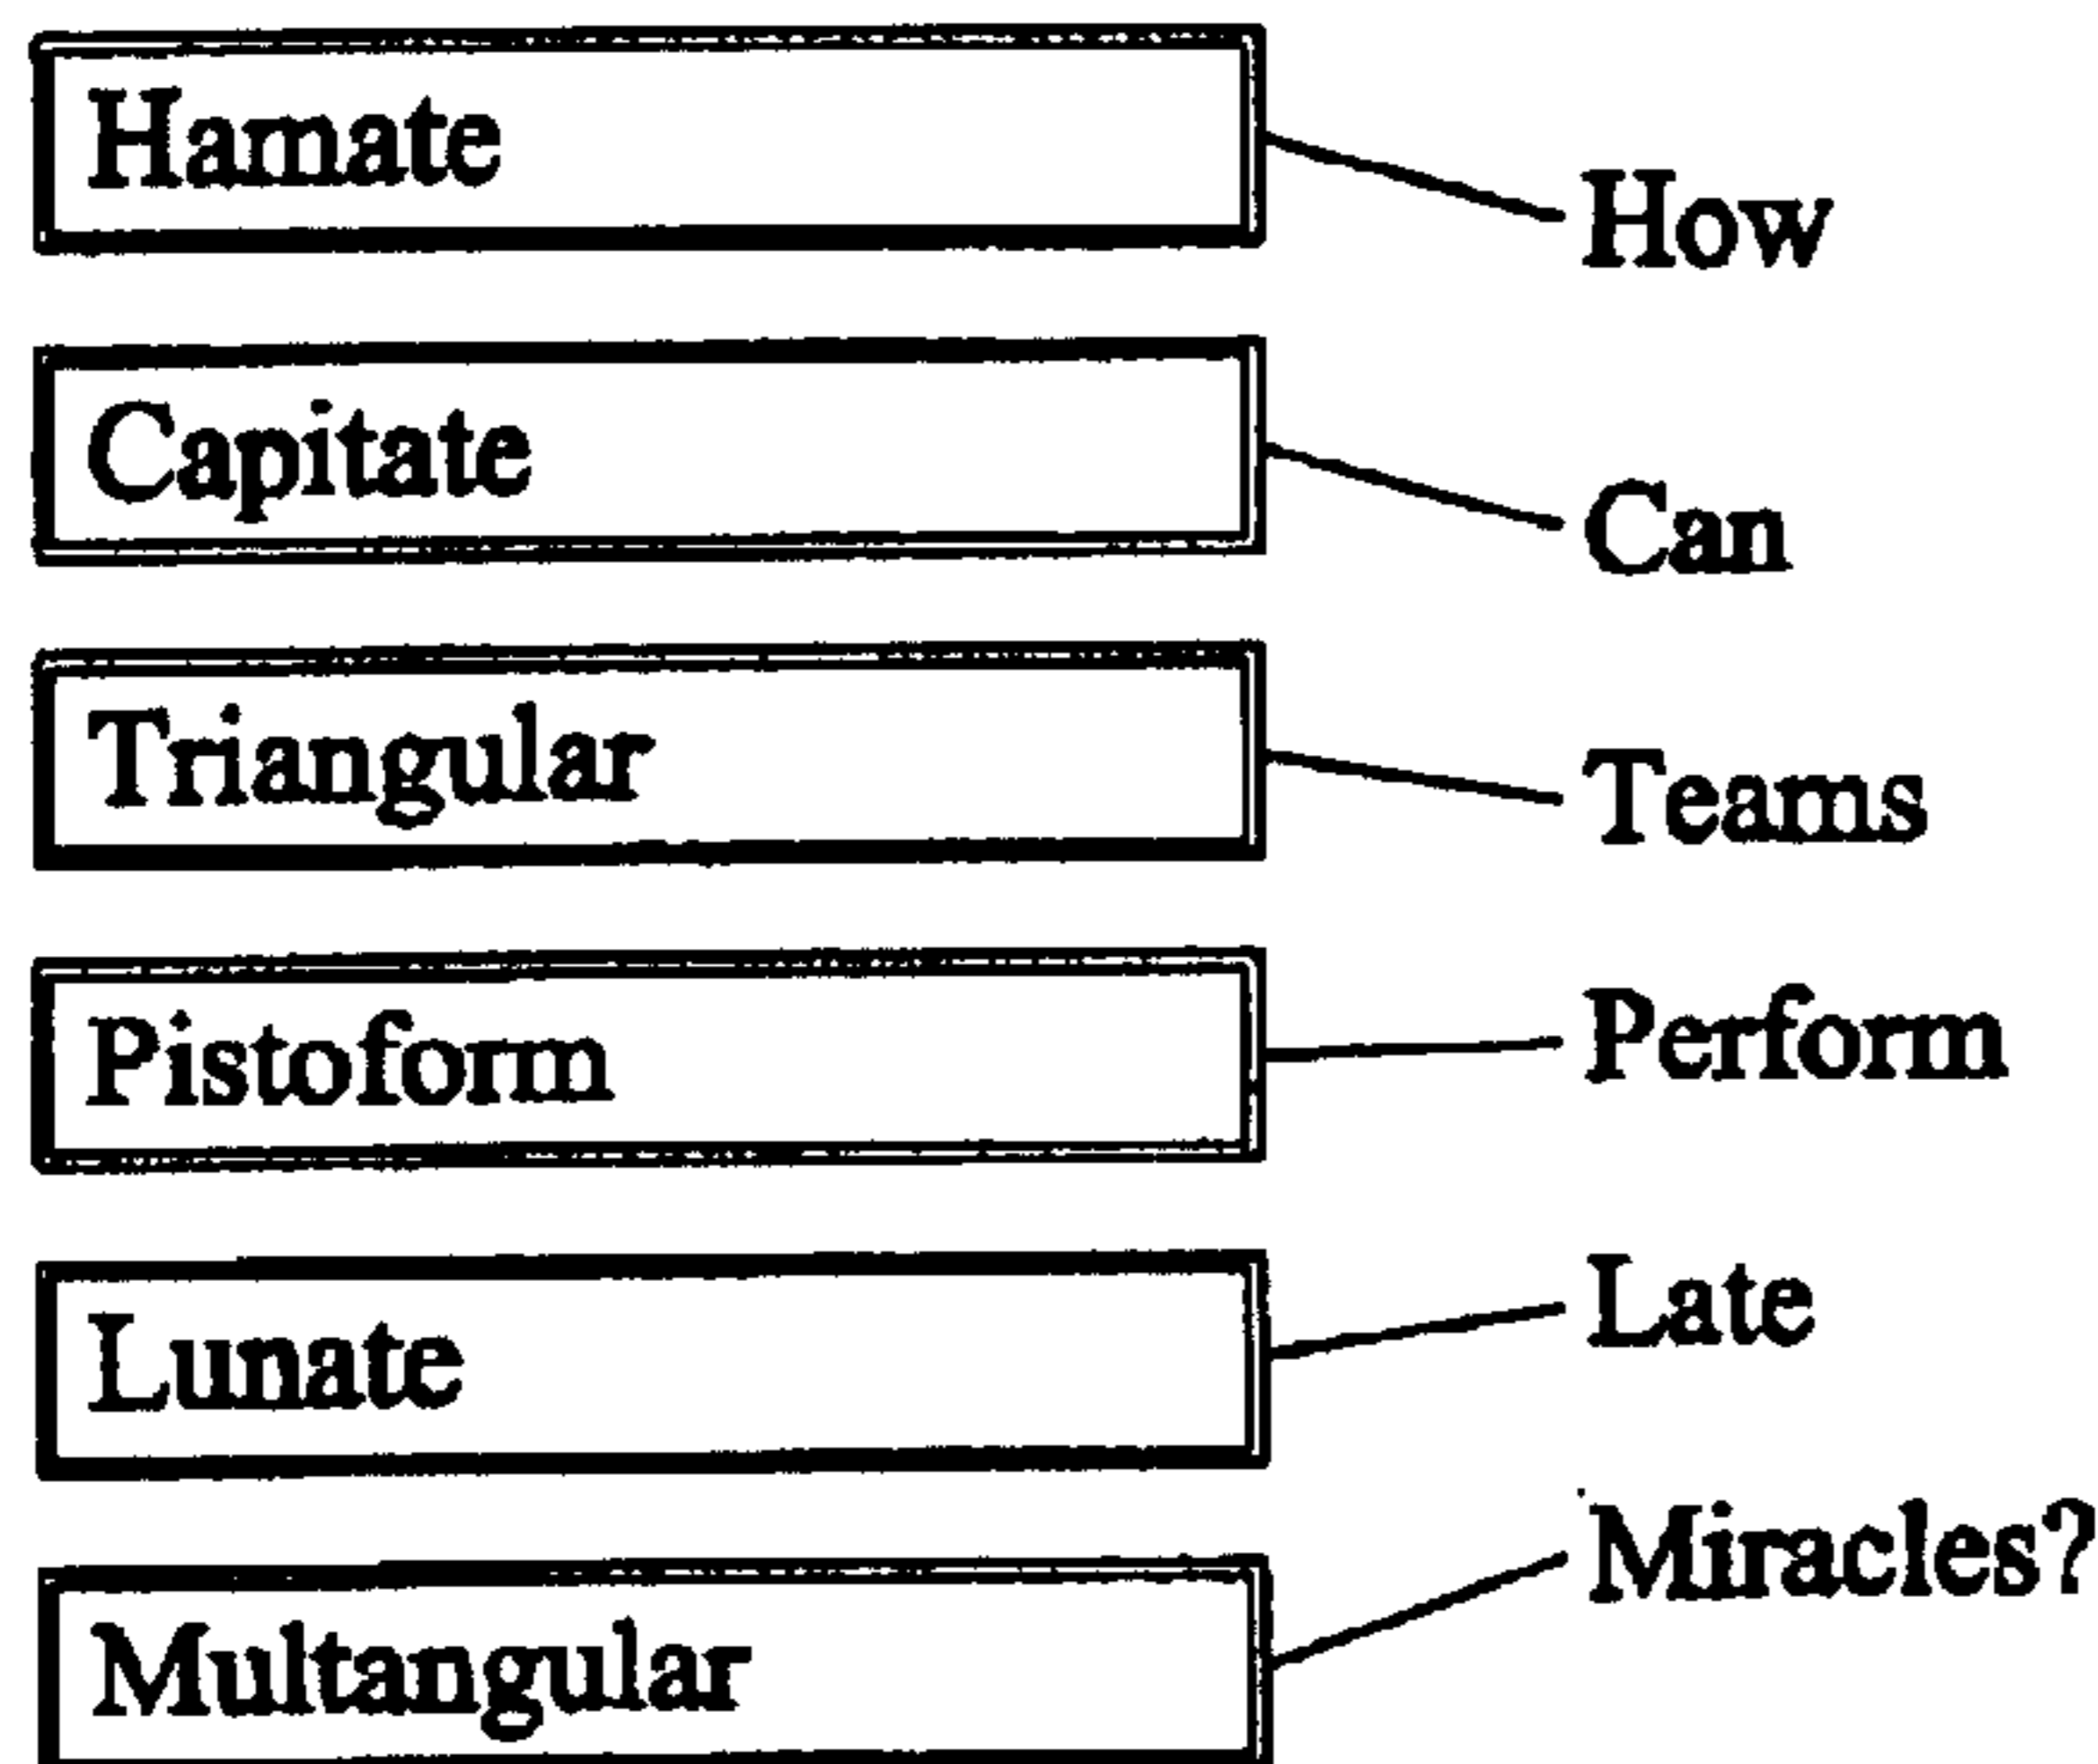 Hamate
How
Capitate
Can
Triangular
Teams
Pistoform
Perform
Lunate
Late
Multangular
Miracles?